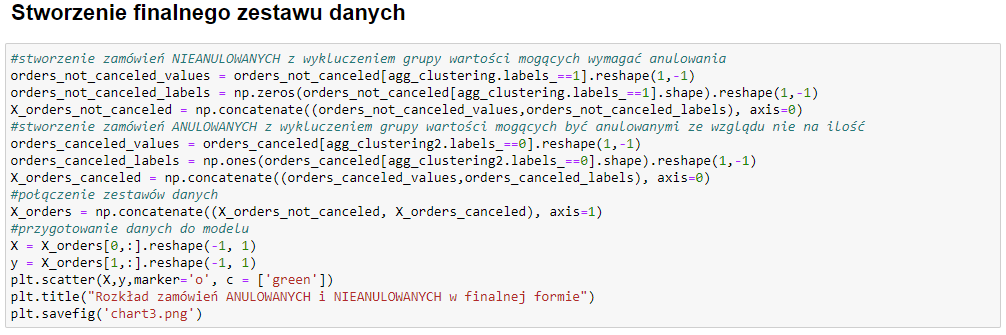 Stworzenie finalnego zestawu danych
#stworzenie zamówień NIEANULOWANYCH z wykluczeniem grupy wartości mogących wymagać anulowania
orders_not_canceled_values = orders_not_canceled[agg_clustering.labels_==1].reshape(1,-1)
orders_not_canceled_labels = np.zeros(orders_not_canceled[agg_clustering.labels_==1].shape).reshape(1,-1)
X_not_canceled = np.concatenate((orders_not_canceled_values,orders_not_canceled_labels), axis=0)
#stworzenie zamówień ANULOWANYCH z wykluczeniem grupy wartości mogących być anulowanymi ze względu nie na ilość
orders_canceled_values = orders_canceled[agg_clustering2.labels_==0].reshape(1,-1)
orders_canceled_labels = np.ones(orders_canceled[agg_clustering2.labels_==0].shape).reshape(1,-1)
X_canceled = np.concatenate((orders_canceled_values,orders_canceled_labels), axis=0)
#połączenie zestawów danych
X_orders = np.concatenate((X_orders_not_canceled, X_orders_canceled), axis=1)
#przygotowanie danych do modelu
X = X_orders[0,:].reshape(-1, 1)
y = X_orders[1,:].reshape(-1, 1)
plt.scatter(X,y,marker='o', c = ['green'])
plt.title("Rozkład zamówień ANULOWANYCH i NIEANULOWANYCH w finalnej formie")
plt.savefig('chart3.png')